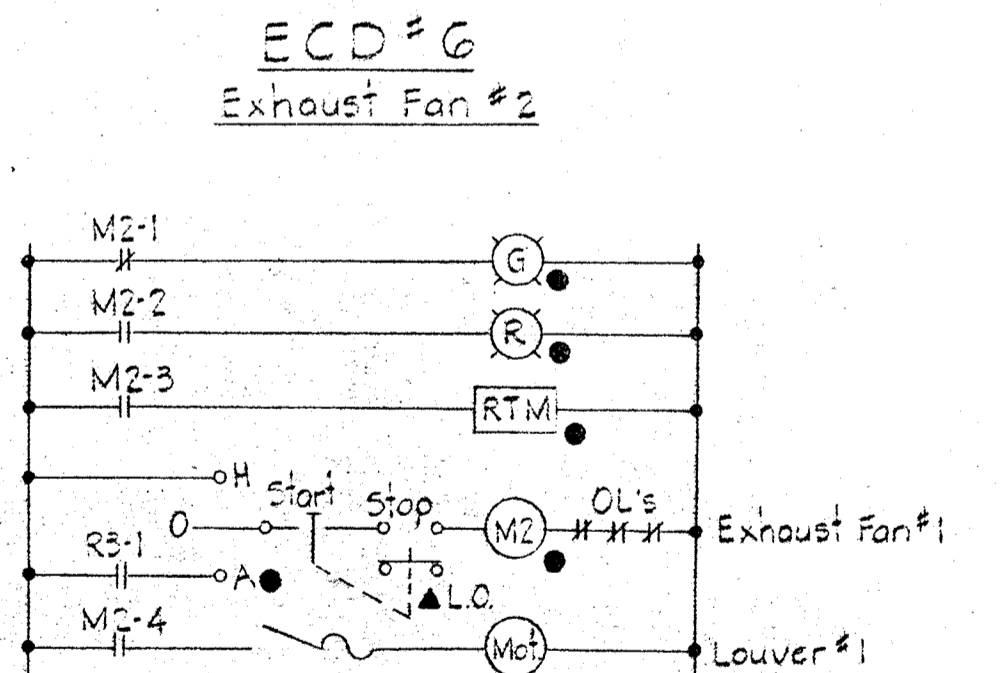 ECD #6
Exhaust Fan #2
M2-1
G
M2-2
R
M2-3
RTM
H
Start
Stop
OL's
O
M2
Exhaust Fan #1
R3-1
A
L.O.
M2-4
Mot.
Louver #1